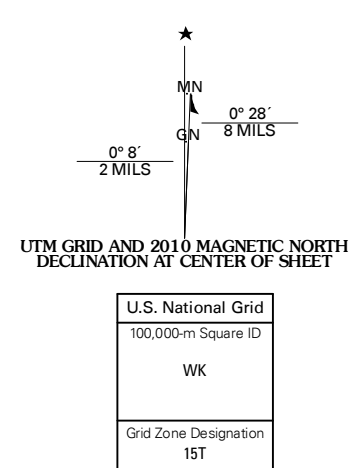 ★
MN
GN
0° 28´
8 MILS
0° 8´
2 MILS
UTM GRID AND 2010 MAGNETIC NORTH
DECLINATION AT CENTER OF SHEET
U.S. National Grid
100,000-m Square ID
WK
Grid Zone Designation
15T